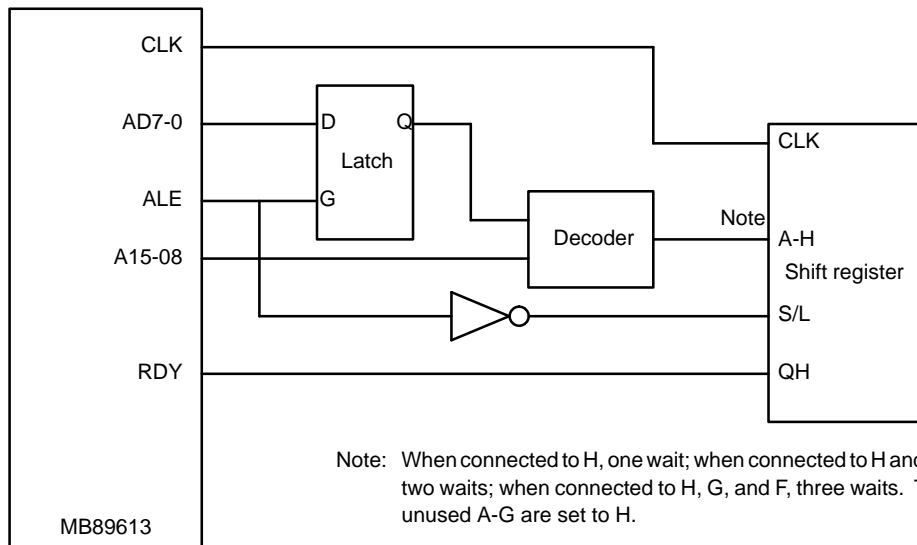 CLK
AD7-0
D
Q
Latch
CLK
ALE
G
Note
Decoder
A-H
A15-08
Shift register
S/L
RDY
QH
Note: When connected to H, one wait; when connected to H and
two waits; when connected to H, G, and F, three waits.
unused A-G are set to H.
MB89613